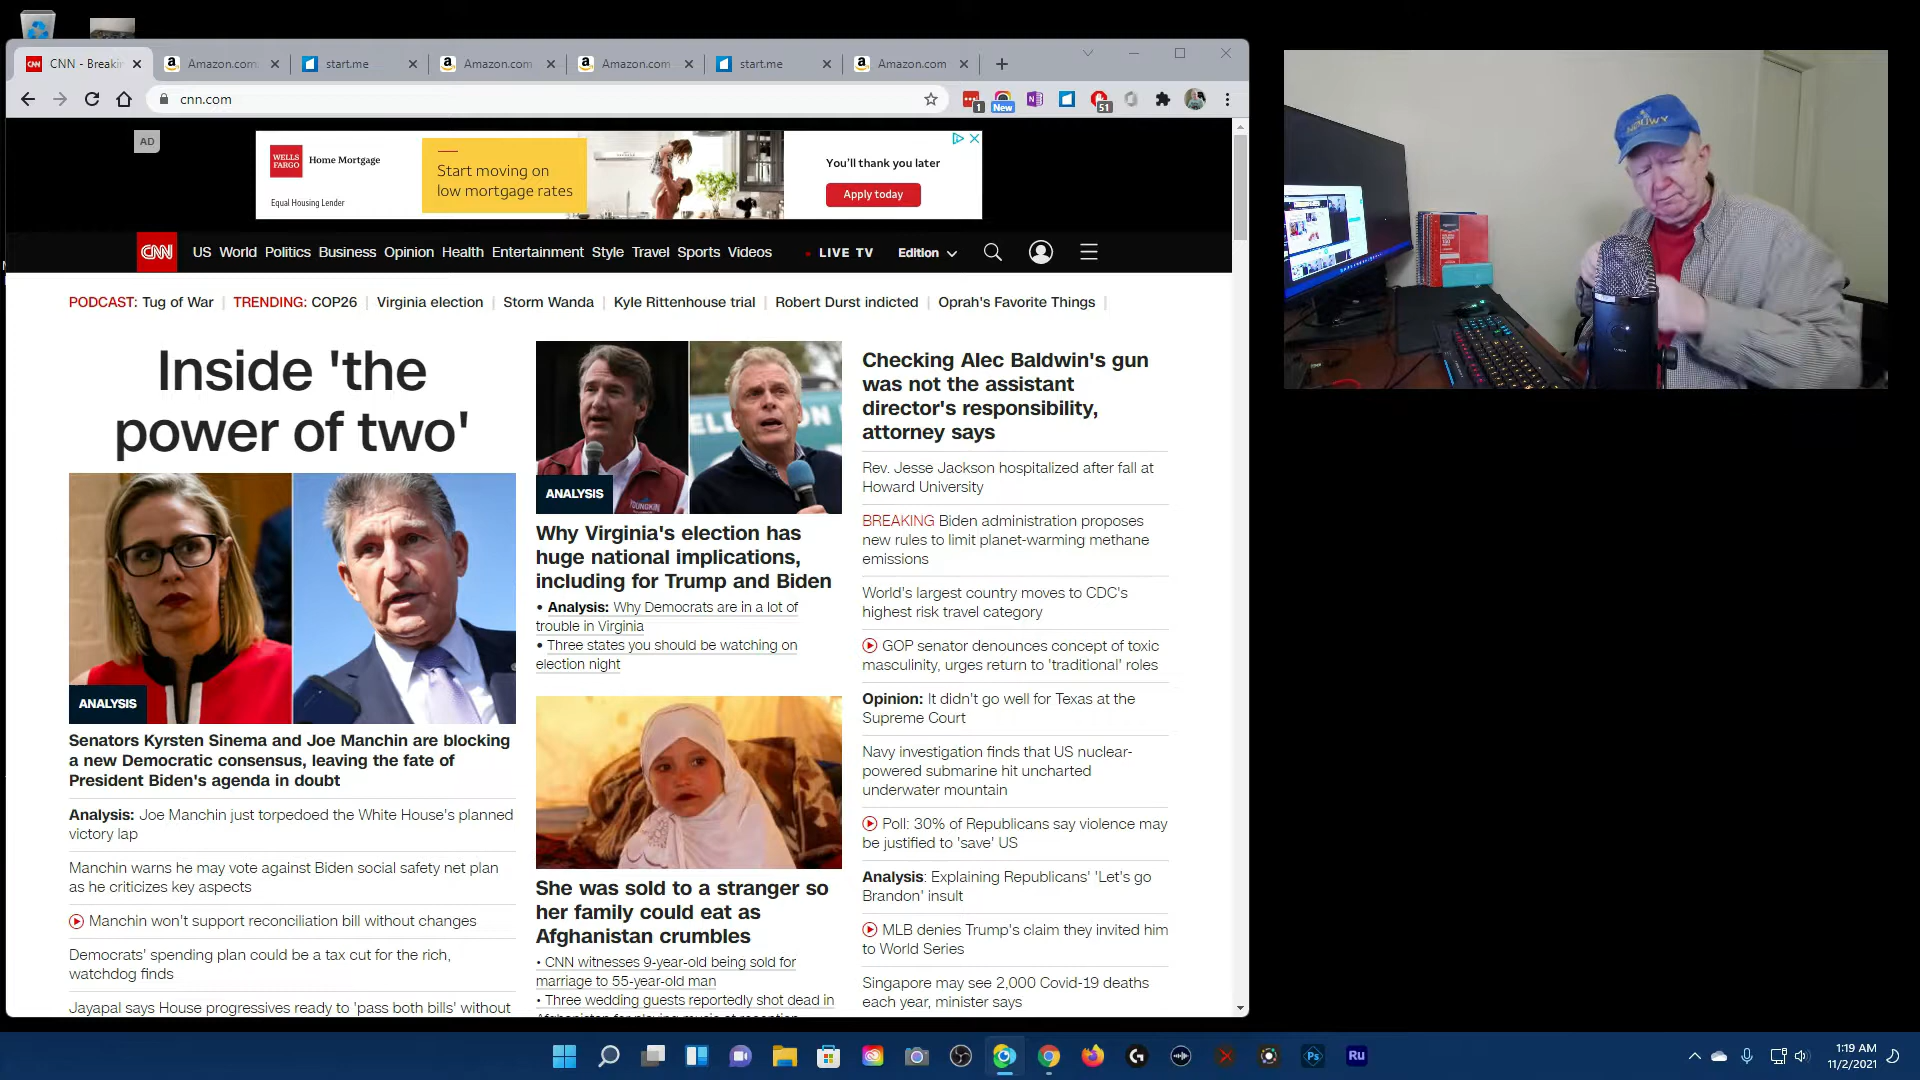 CNN - Breaki
Amazon.com
start.me
Amazon.com
Amazon.com
start.me
Amazon.com
cnn.com
1
New
51
AD
WELLS
FARGO
Home Mortgage
Equal Housing Lender
Start moving on
low mortgage rates
You'll thank you later
Apply today
CNN
US World Politics Business Opinion Health Entertainment Style Travel Sports Videos
LIVE TV
Edition
PODCAST: Tug of War
TRENDING: COP26
Virginia election
Storm Wanda
Kyle Rittenhouse trial
Robert Durst indicted
Oprah's Favorite Things
Inside 'the
power of two'
ANALYSIS
Senators Kyrsten Sinema and Joe Manchin are blocking
a new Democratic consensus, leaving the fate of
President Biden's agenda in doubt
Analysis: Joe Manchin just torpedoed the White House's planned
victory lap
Manchin warns he may vote against Biden social safety net plan
as he criticizes key aspects
Manchin won't support reconciliation bill without changes
Democrats' spending plan could be a tax cut for the rich,
watchdog finds
Jayapal says House progressives ready to 'pass both bills' without
YOUNGKIN
ANALYSIS
Why Virginia's election has
huge national implications,
including for Trump and Biden
• Analysis: Why Democrats are in a lot of
trouble in Virginia
• Three states you should be watching on
election night
She was sold to a stranger so
her family could eat as
Afghanistan crumbles
• CNN witnesses 9-year-old being sold for
marriage to 55-year-old man
• Three wedding guests reportedly shot dead in
Afghanistan for playing music at reception
Checking Alec Baldwin's gun
was not the assistant
director's responsibility,
attorney says
Rev. Jesse Jackson hospitalized after fall at
Howard University
BREAKING Biden administration proposes
new rules to limit planet-warming methane
emissions
World's largest country moves to CDC's
highest risk travel category
GOP senator denounces concept of toxic
masculinity, urges return to 'traditional' roles
Opinion: It didn't go well for Texas at the
Supreme Court
Navy investigation finds that US nuclear-
powered submarine hit uncharted
underwater mountain
Poll: 30% of Republicans say violence may
be justified to 'save' US
Analysis: Explaining Republicans' 'Let's go
Brandon' insult
MLB denies Trump's claim they invited him
to World Series
Singapore may see 2,000 Covid-19 deaths
each year, minister says
Ps
Ru
1:19 AM
11/2/2021